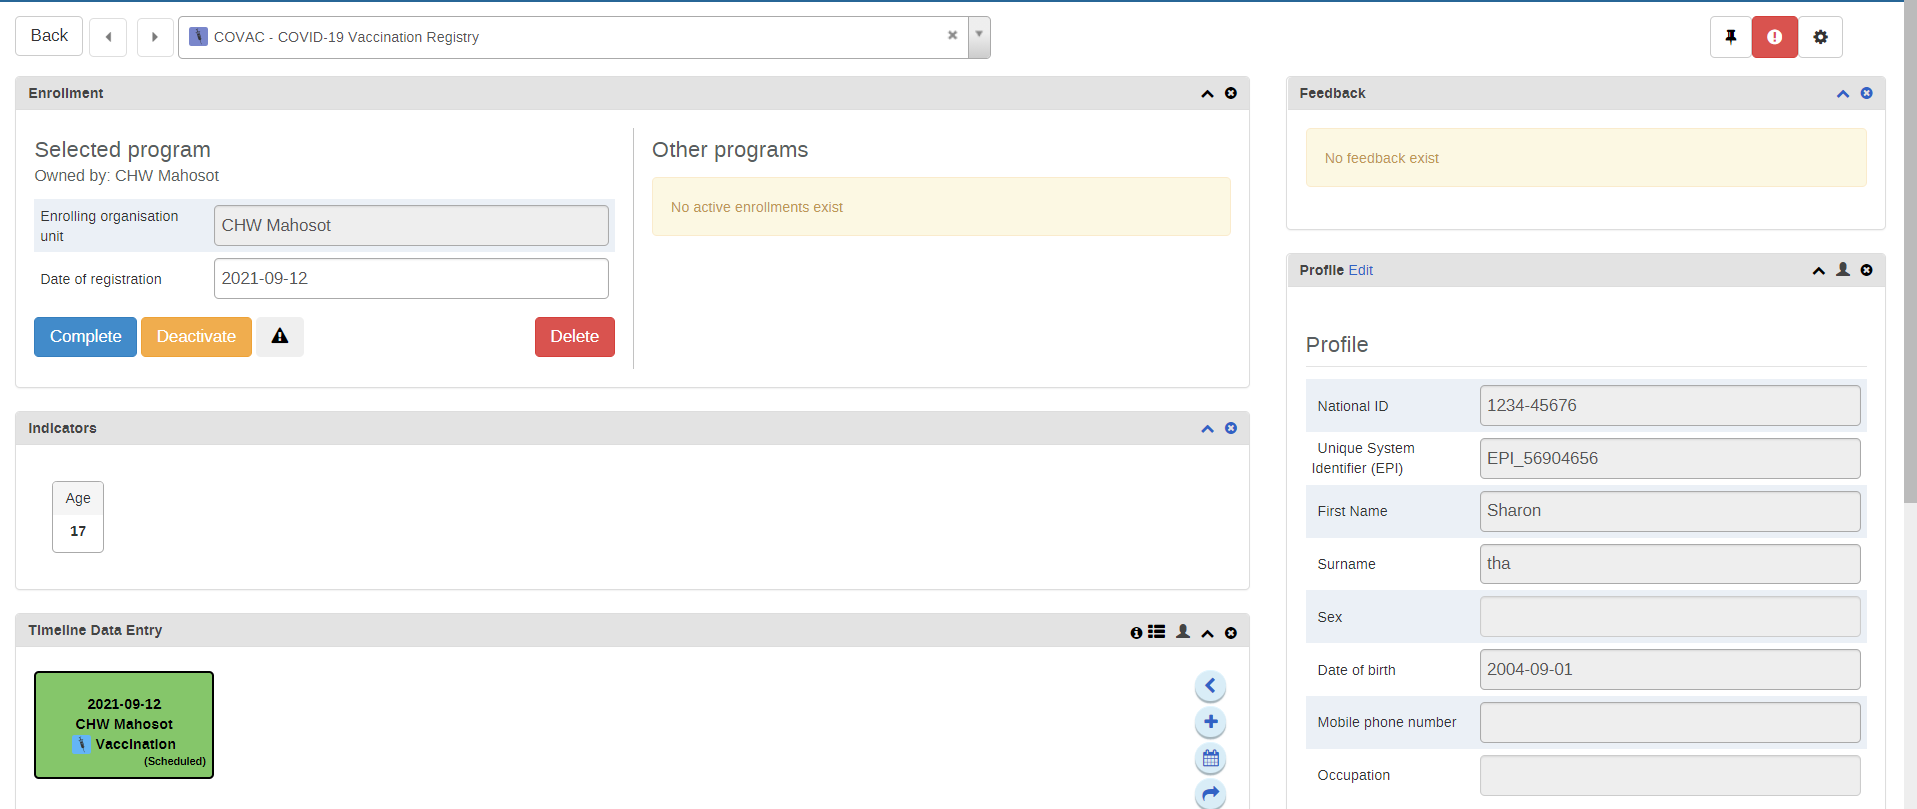 Back
COVAC - COVID-19 Vaccination Registry
Enrollment
Selected program
Owned by: CHW Mahosot
Enrolling organisation
unit
CHW Mahosot
Date of registration
2021-09-12
Complete
Deactivate
Delete
Other programs
No active enrollments exist
Indicators
Age
17
Timeline Data Entry
2021-09-12
CHW Mahosot
Vaccination
(Scheduled)
Feedback
No feedback exist
Profile Edit
Profile
National ID
1234-45676
Unique System
Identifier (EPI)
EPI_56904656
First Name
Sharon
Surname
tha
Sex
Date of birth
2004-09-01
Mobile phone number
Occupation